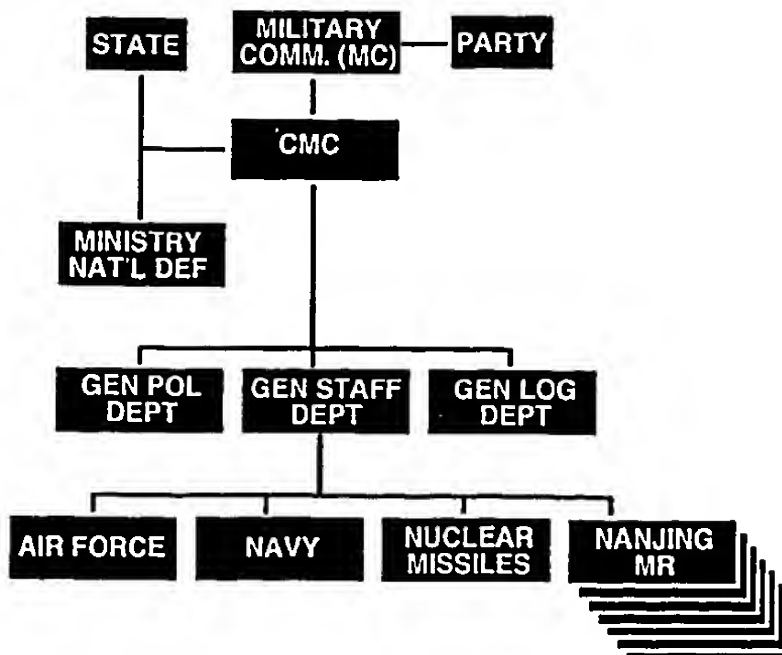 STATE
MILITARY
COMM. (MC)
PARTY
CMC
MINISTRY
NAT'L DEF
GEN POL
DEPT
GEN STAFF
DEPT
GEN LOG
DEPT
AIR FORCE
NAVY
NUCLEAR
MISSILES
NANJING
MR